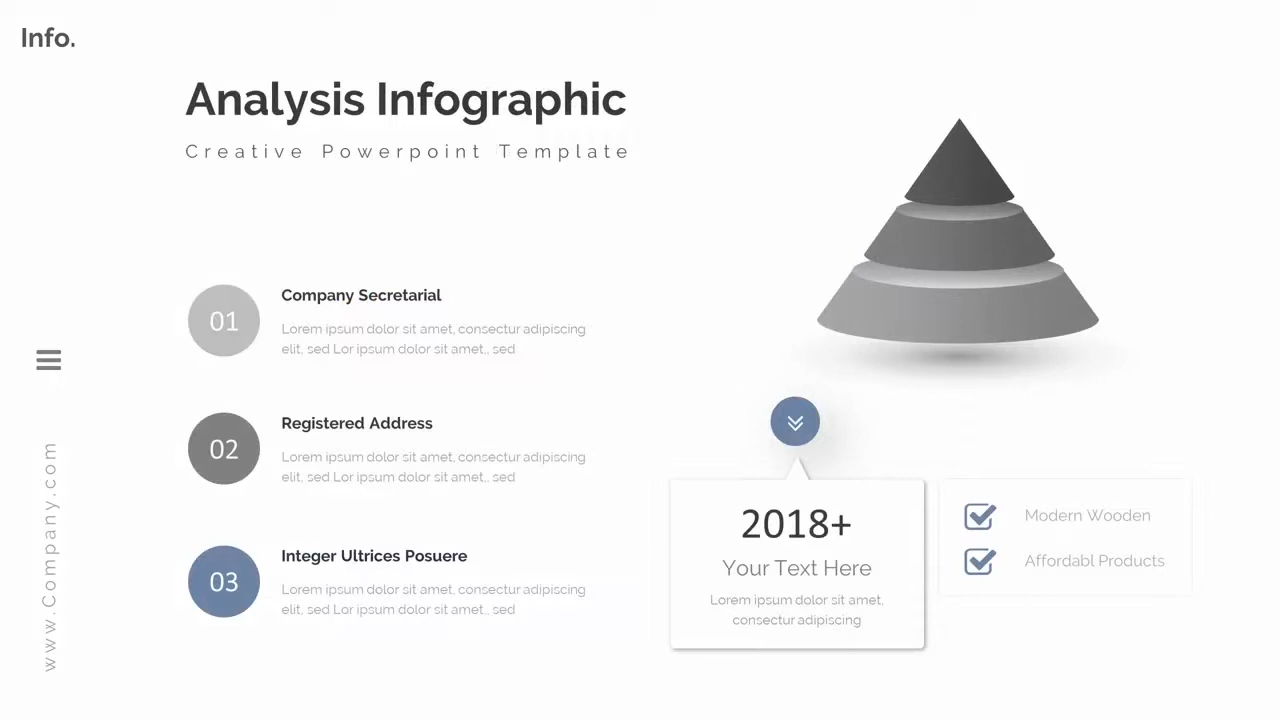 Info.
Analysis Infographic
Creative Powerpoint Template
01
Company Secretarial
Lorem ipsum dolor sit amet, consectur adipiscing
elit, sed Lor ipsum dolor sit amet,, sed
02
Registered Address
Lorem ipsum dolor sit amet, consectur adipiscing
elit, sed Lor ipsum dolor sit amet,, sed
03
Integer Ultrices Posuere
Lorem ipsum dolor sit amet, consectur adipiscing
elit, sed Lor ipsum dolor sit amet,, sed
www.Company.com
2018+
Your Text Here
Lorem ipsum dolor sit amet,
consectur adipiscing
Modern Wooden
Affordabl Products